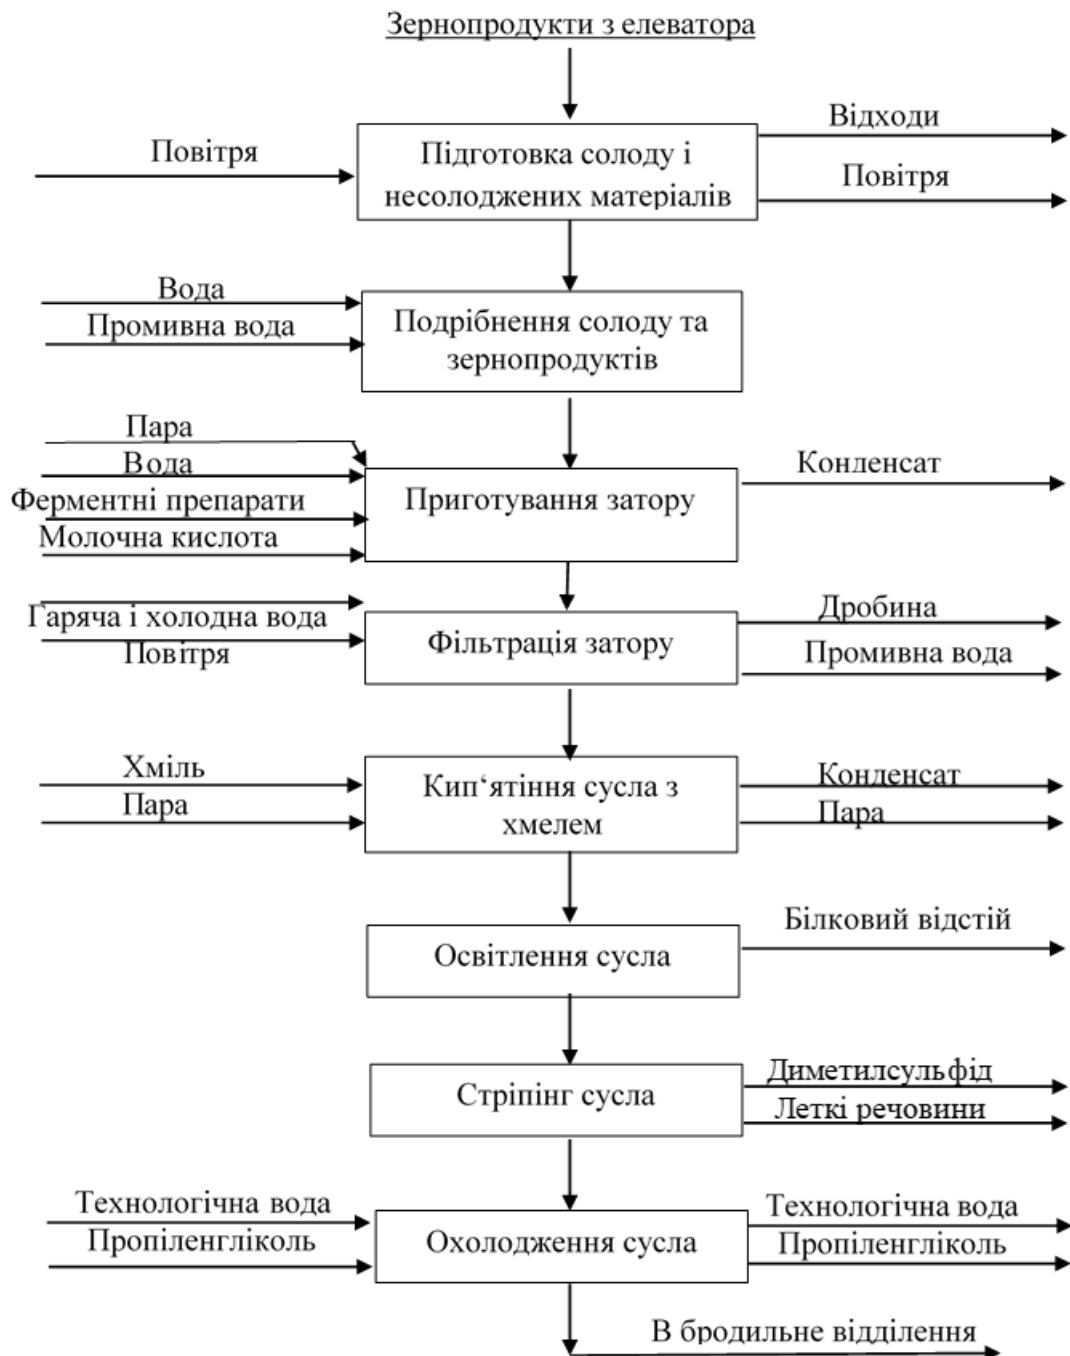 Зернопродукти з елеватора
Відходи
Повітря
Підготовка солоду і
несолоджених матеріалів
Повітря
Вода
Промивна вода
Подрібнення солоду та
зернопродуктів
Пара
Вода
Ферментні препарати
Молочна кислота
Приготування затору
Конденсат
Гаряча і холодна вода
Повітря
Фільтрація затору
Дробина
Промивна вода
Хміль
Пара
Кип‘ятіння сусла з
хмелем
Конденсат
Пара
Освітлення сусла
Білковий відстій
Стріпінг сусла
Диметилсульфід
Леткі речовини
Технологічна вода
Пропіленгліколь
Охолодження сусла
Технологічна вода
Пропіленгліколь
В бродильне відділення